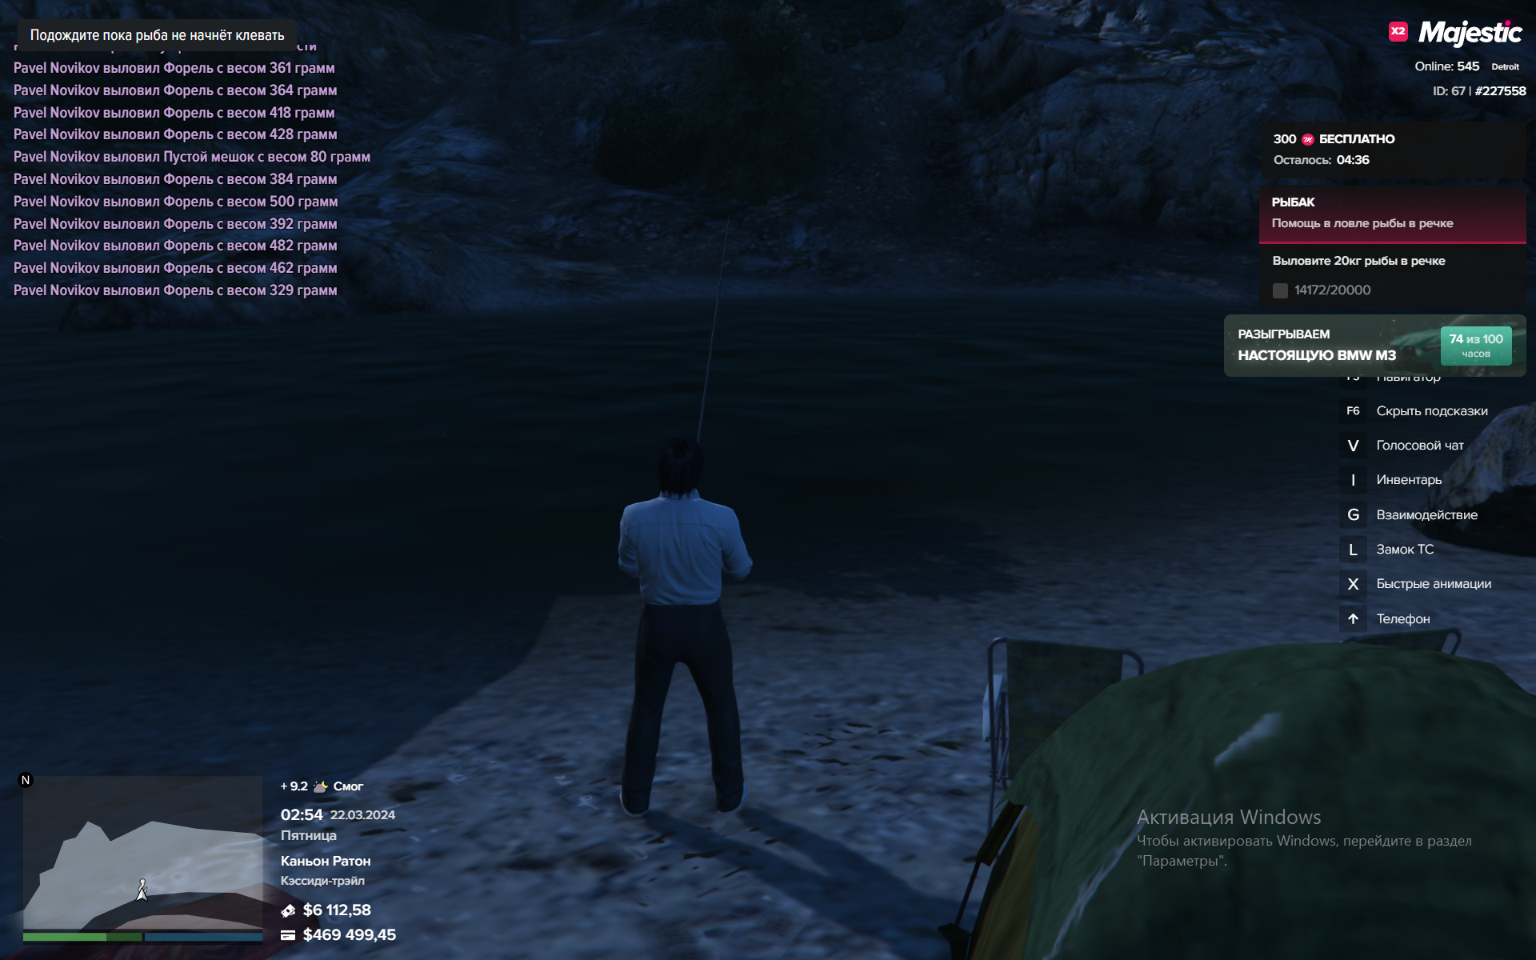 Подождите пока рыба не начнёт клевать
Pavel Novikov выловил Форель с весом 361 грамм
Pavel Novikov выловил Форель с весом 364 грамм
Pavel Novikov выловил Форель с весом 418 грамм
Pavel Novikov выловил Форель с весом 428 грамм
Pavel Novikov выловил Пустой мешок с весом 80 грамм
Pavel Novikov выловил Форель с весом 384 грамм
Pavel Novikov выловил Форель с весом 500 грамм
Pavel Novikov выловил Форель с весом 392 грамм
Pavel Novikov выловил Форель с весом 482 грамм
Pavel Novikov выловил Форель с весом 462 грамм
Pavel Novikov выловил Форель с весом 329 грамм
X2 Majestic
Online: 545 Detroit
ID: 67 | #227558
300 БЕСПЛАТНО
Осталось: 04:36
РЫБАК
Помощь в ловле рыбы в речке
Выловите 20кг рыбы в речке
14172/20000
РАЗЫГРЫВАЕМ
НАСТОЯЩУЮ BMW M3
74 из 100
часов
Навигатор
F6 Скрыть подсказки
V Голосовой чат
I Инвентарь
G Взаимодействие
L Замок ТС
X Быстрые анимации
Телефон
N
+ 9.2 Смог
02:54 22.03.2024
Пятница
Каньон Ратон
Кэссиди-трэйл
$6 112,58
$469 499,45
Активация Windows
Чтобы активировать Windows, перейдите в раздел
"Параметры".